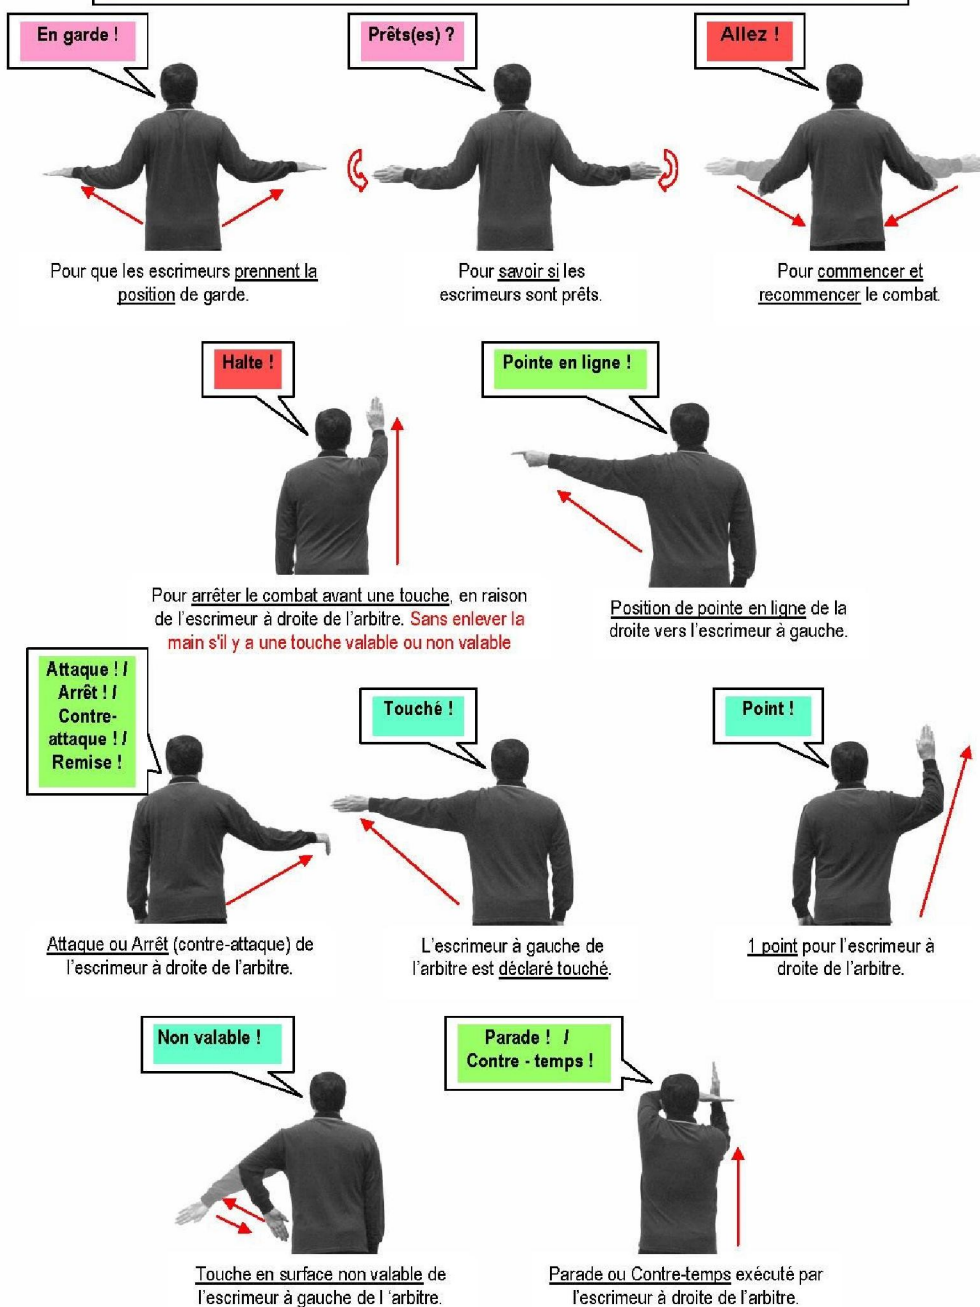 En garde !
Prêts(es) ?
Allez !
Pour que les escrimeurs prennent la
position de garde.
Pour savoir si les
escrimeurs sont prêts.
Pour commencer et
recommencer le combat.
Halte !
Pointe en ligne !
Pour arrêter le combat avant une touche, en raison
de l'escrimeur à droite de l'arbitre. Sans enlever la
main s'il y a une touche valable ou non valable
Position de pointe en ligne de la
droite vers l'escrimeur à gauche.
Attaque ! /
Arrêt ! /
Contre-
attaque ! /
Remise !
Touché !
Point !
Attaque ou Arrêt (contre-attaque) de
l'escrimeur à droite de l'arbitre.
L'escrimeur à gauche de
l'arbitre est déclaré touché.
1 point pour l'escrimeur à
droite de l'arbitre.
Non valable !
Parade ! /
Contre - temps !
Touche en surface non valable de
l'escrimeur à gauche de l 'arbitre.
Parade ou Contre-temps exécuté par
l'escrimeur à droite de l'arbitre.